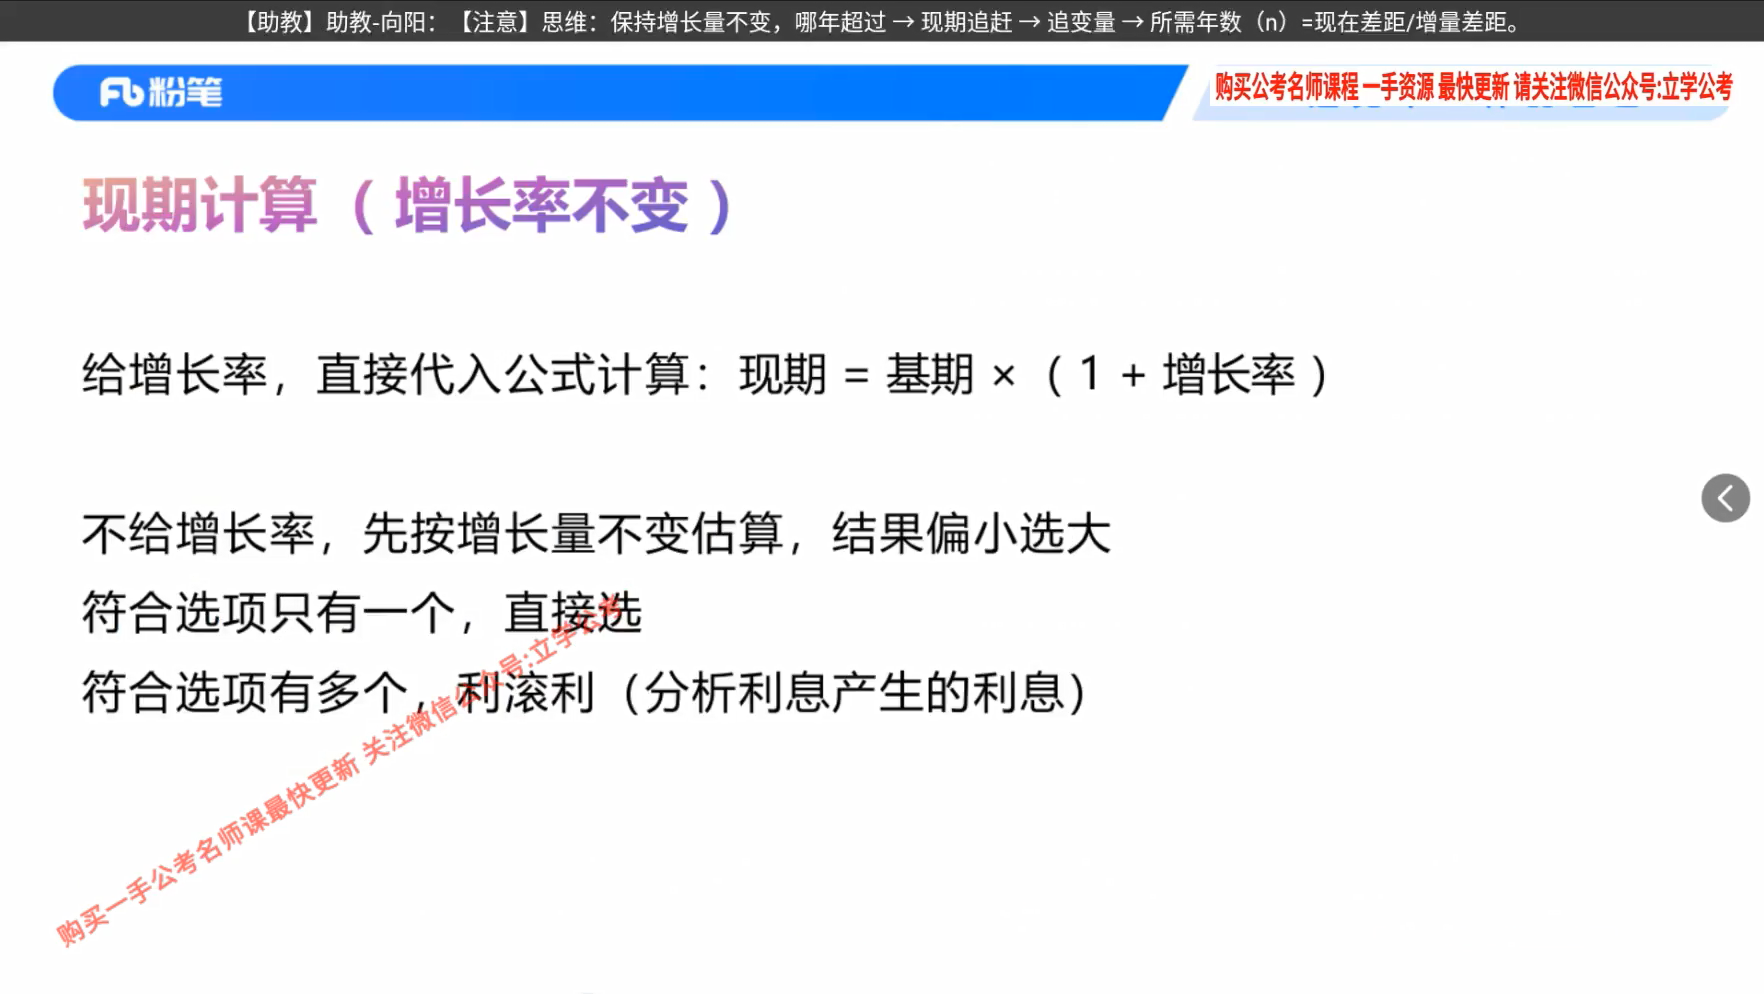 【助教】助教-向阳：【注意】思维：保持增长量不变，哪年超过 → 现期追赶 → 追变量 → 所需年数（n）=现在差距/增量差距。
粉笔
购买公考名师课程 一手资源 最快更新 请关注微信公众号:立学公考
现期计算（增长率不变）
给增长率，直接代入公式计算：现期 = 基期 ×（1 + 增长率）
不给增长率，先按增长量不变估算，结果偏小选大
符合选项只有一个，直接选
符合选项有多个，利滚利（分析利息产生的利息）
购买一手公考名师课最快更新 关注微信公众号:立学公考